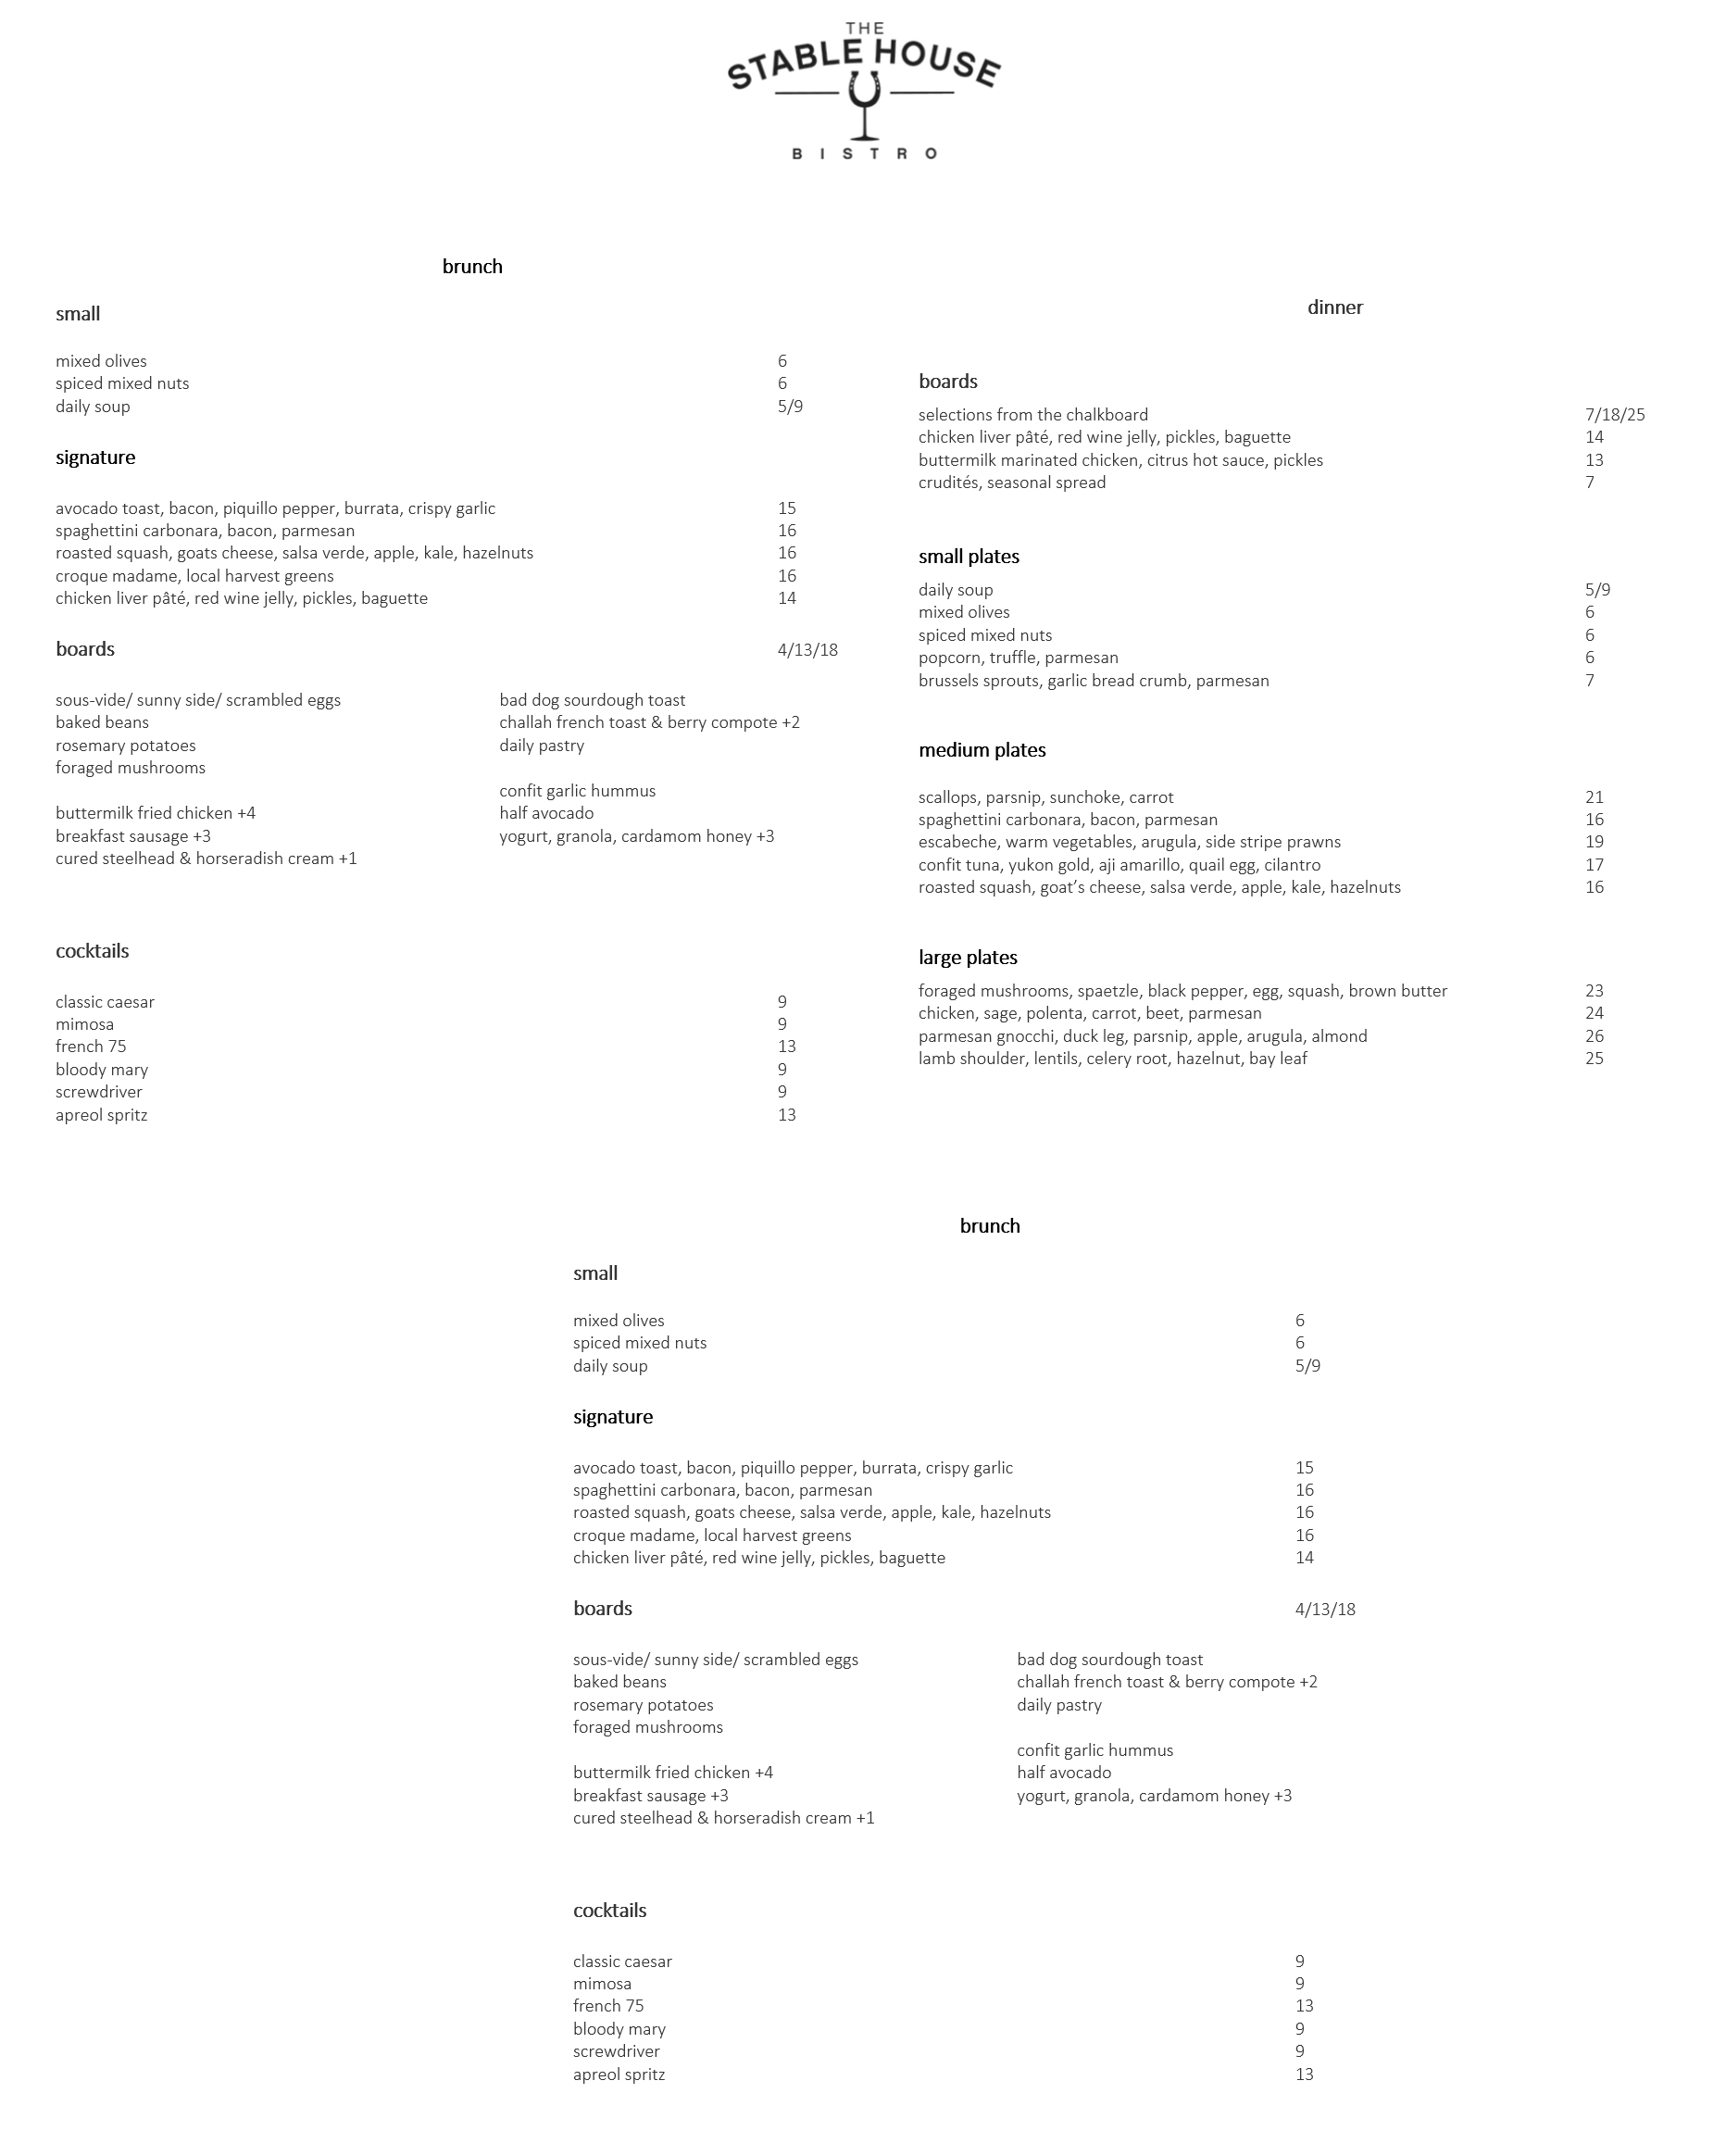 THE
STABLE HOUSE
BISTRO
brunch
small
mixed olives 6
spiced mixed nuts 6
daily soup 5/9
signature
avocado toast, bacon, piquillo pepper, burrata, crispy garlic 15
spaghettini carbonara, bacon, parmesan 16
roasted squash, goats cheese, salsa verde, apple, kale, hazelnuts 16
croque madame, local harvest greens 16
chicken liver pâté, red wine jelly, pickles, baguette 14
boards 4/13/18
sous-vide/ sunny side/ scrambled eggs
baked beans
rosemary potatoes
foraged mushrooms
buttermilk fried chicken +4
breakfast sausage +3
cured steelhead & horseradish cream +1
bad dog sourdough toast
challah french toast & berry compote +2
daily pastry
confit garlic hummus
half avocado
yogurt, granola, cardamom honey +3
cocktails
classic caesar 9
mimosa 9
french 75 13
bloody mary 9
screwdriver 9
apreol spritz 13
dinner
boards
selections from the chalkboard 7/18/25
chicken liver pâté, red wine jelly, pickles, baguette 14
buttermilk marinated chicken, citrus hot sauce, pickles 13
crudités, seasonal spread 7
small plates
daily soup 5/9
mixed olives 6
spiced mixed nuts 6
popcorn, truffle, parmesan 6
brussels sprouts, garlic bread crumb, parmesan 7
medium plates
scallops, parsnip, sunchoke, carrot 21
spaghettini carbonara, bacon, parmesan 16
escabeche, warm vegetables, arugula, side stripe prawns 19
confit tuna, yukon gold, aji amarillo, quail egg, cilantro 17
roasted squash, goat’s cheese, salsa verde, apple, kale, hazelnuts 16
large plates
foraged mushrooms, spaetzle, black pepper, egg, squash, brown butter 23
chicken, sage, polenta, carrot, beet, parmesan 24
parmesan gnocchi, duck leg, parsnip, apple, arugula, almond 26
lamb shoulder, lentils, celery root, hazelnut, bay leaf 25
brunch
small
mixed olives 6
spiced mixed nuts 6
daily soup 5/9
signature
avocado toast, bacon, piquillo pepper, burrata, crispy garlic 15
spaghettini carbonara, bacon, parmesan 16
roasted squash, goats cheese, salsa verde, apple, kale, hazelnuts 16
croque madame, local harvest greens 16
chicken liver pâté, red wine jelly, pickles, baguette 14
boards 4/13/18
sous-vide/ sunny side/ scrambled eggs
baked beans
rosemary potatoes
foraged mushrooms
buttermilk fried chicken +4
breakfast sausage +3
cured steelhead & horseradish cream +1
bad dog sourdough toast
challah french toast & berry compote +2
daily pastry
confit garlic hummus
half avocado
yogurt, granola, cardamom honey +3
cocktails
classic caesar 9
mimosa 9
french 75 13
bloody mary 9
screwdriver 9
apreol spritz 13